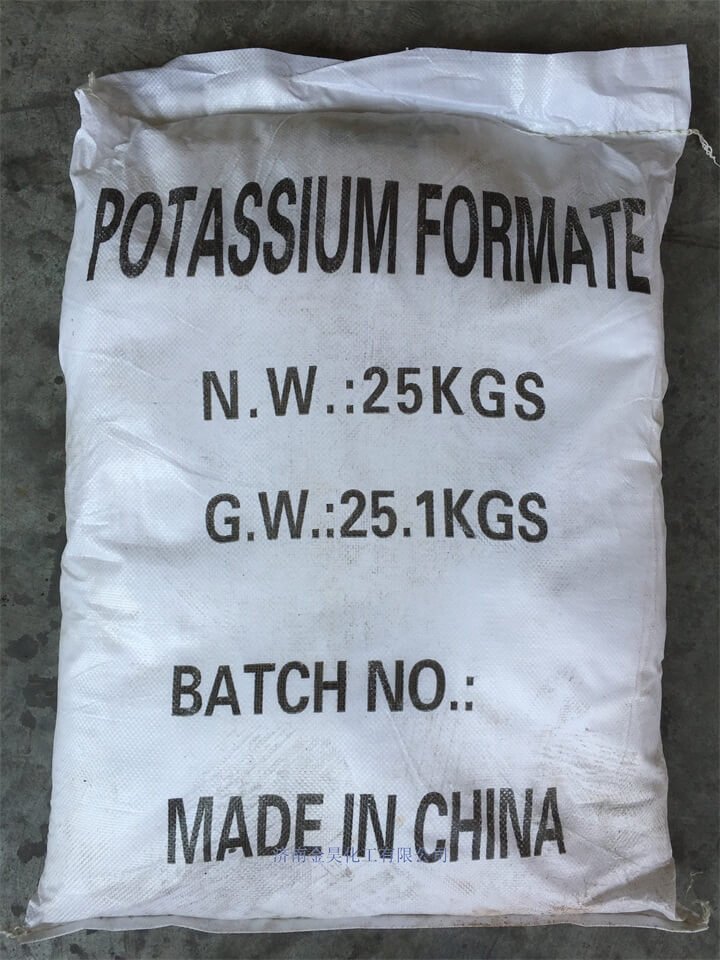 POTASSIUM FORMATE
N.W.:25KGS
G.W.:25.1KGS
BATCH NO.:
MADE IN CHINA
济南金昊化工有限公司